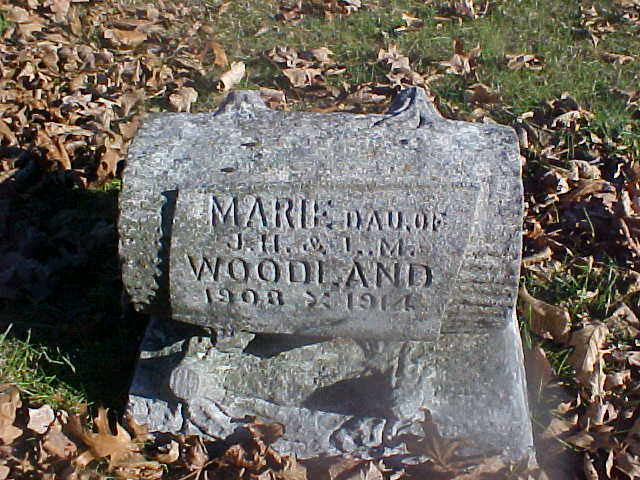 MARIE DAU. OF
J.H. & L.M.
WOODLAND
1908 × 1914